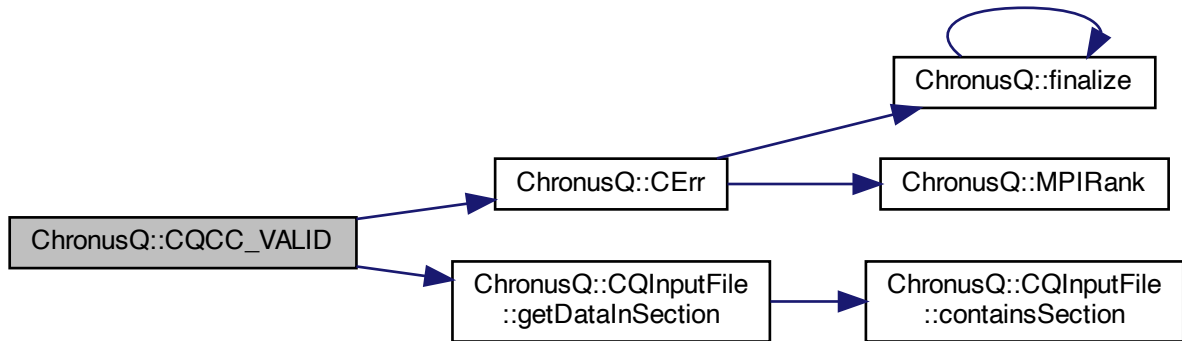 ChronusQ::finalize
ChronusQ::CErr
ChronusQ::MPIRank
ChronusQ::CQCC_VALID
ChronusQ::CQInputFile
::getDataInSection
ChronusQ::CQInputFile
::containsSection